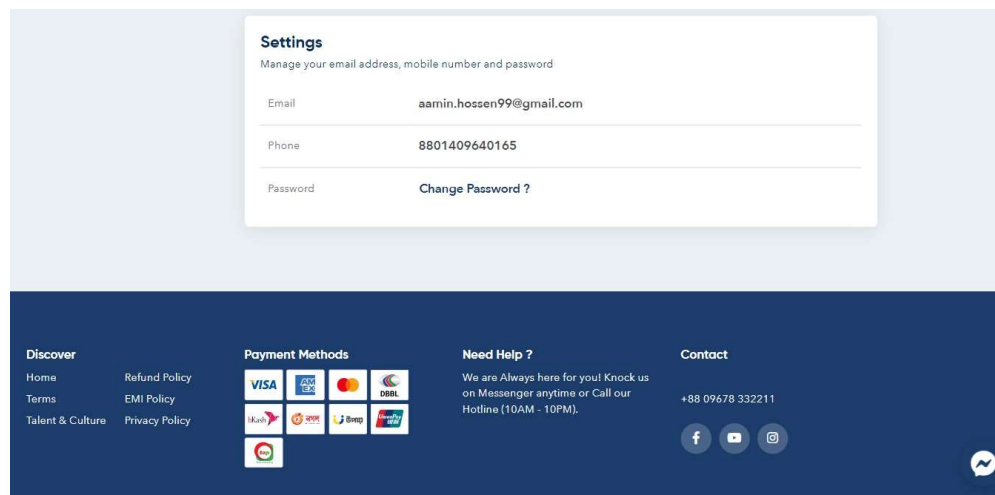 Settings
Manage your email address, mobile number and password
Email
aamin.hossen99@gmail.com
Phone
8801409640165
Password
Change Password ?
Discover
Home
Refund Policy
Terms
EMI Policy
Talent & Culture
Privacy Policy
Payment Methods
VISA
AM
EX
DBBL
bKash
নগদ
উপায়
UnionPay
Need Help ?
We are Always here for you! Knock us
on Messenger anytime or Call our
Hotline (10AM - 10PM).
Contact
+88 09678 332211